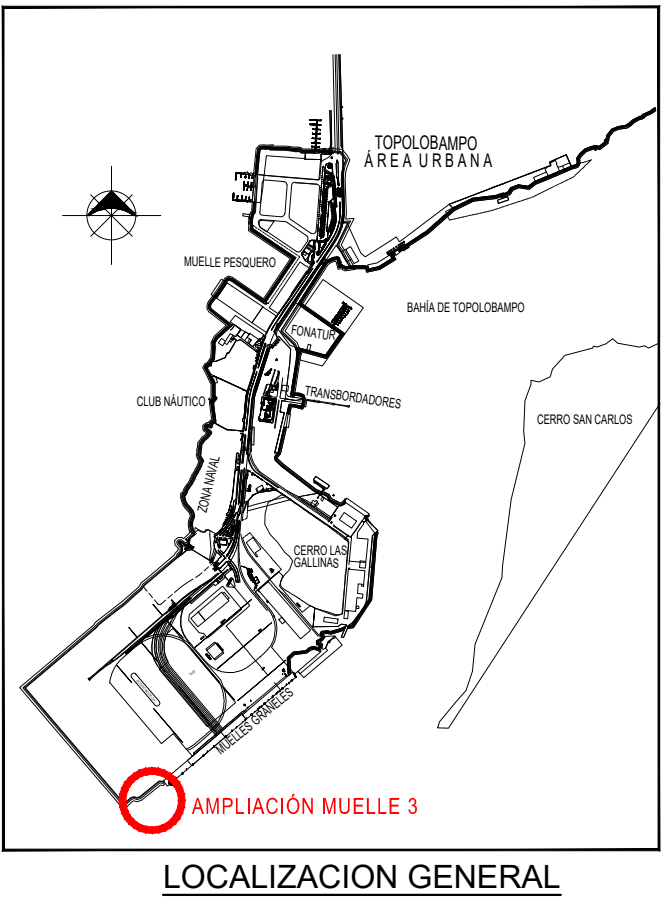 TOPOLOBAMPO
ÁREA URBANA
MUELLE PESQUERO
BAHÍA DE TOPOLOBAMPO
FONATUR
TRANSBORDADORES
CLUB NÁUTICO
CERRO SAN CARLOS
ZONA NAVAL
CERRO LAS
GALLINAS
MUELLES GRANELES
AMPLIACIÓN MUELLE 3
LOCALIZACION GENERAL